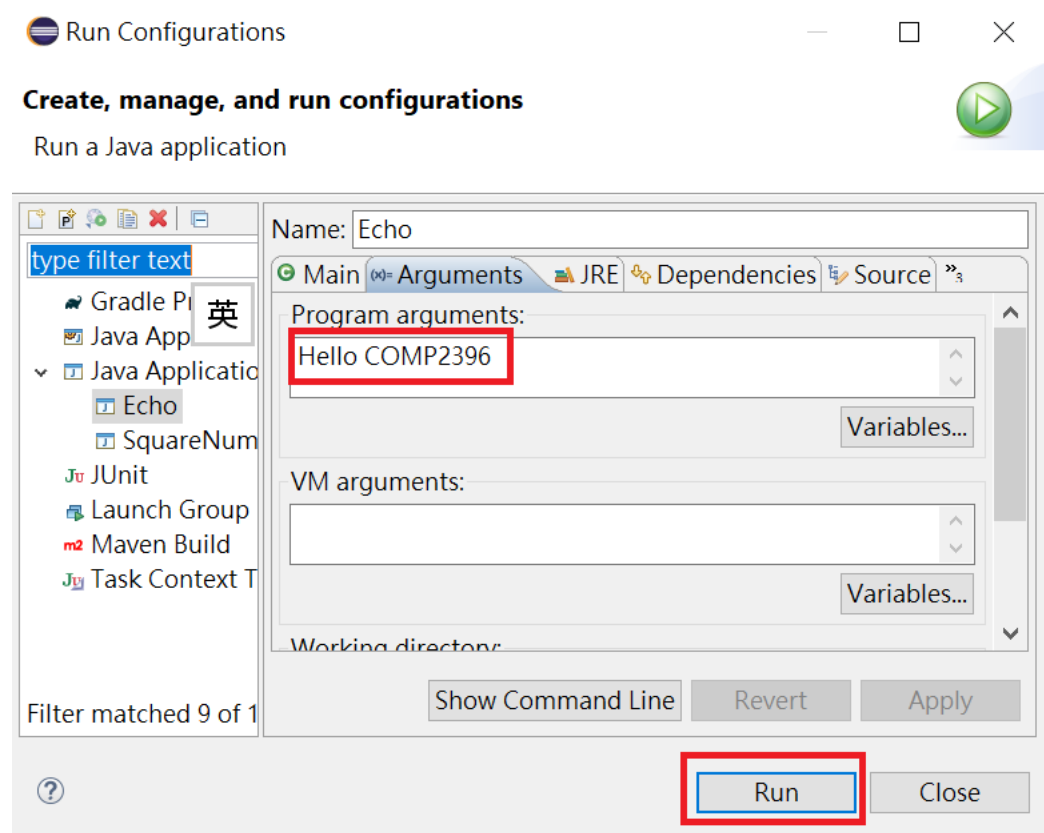 Run Configurations
Create, manage, and run configurations
Run a Java application
type filter text
Gradle Pr
英
Java App
Java Applicatio
Echo
SquareNum
JUnit
Launch Group
Maven Build
Task Context T
Filter matched 9 of 1
Name: Echo
Main (x)= Arguments JRE Dependencies Source »3
Program arguments:
Hello COMP2396
Variables...
VM arguments:
Variables...
Working directory:
Show Command Line Revert Apply
Run Close